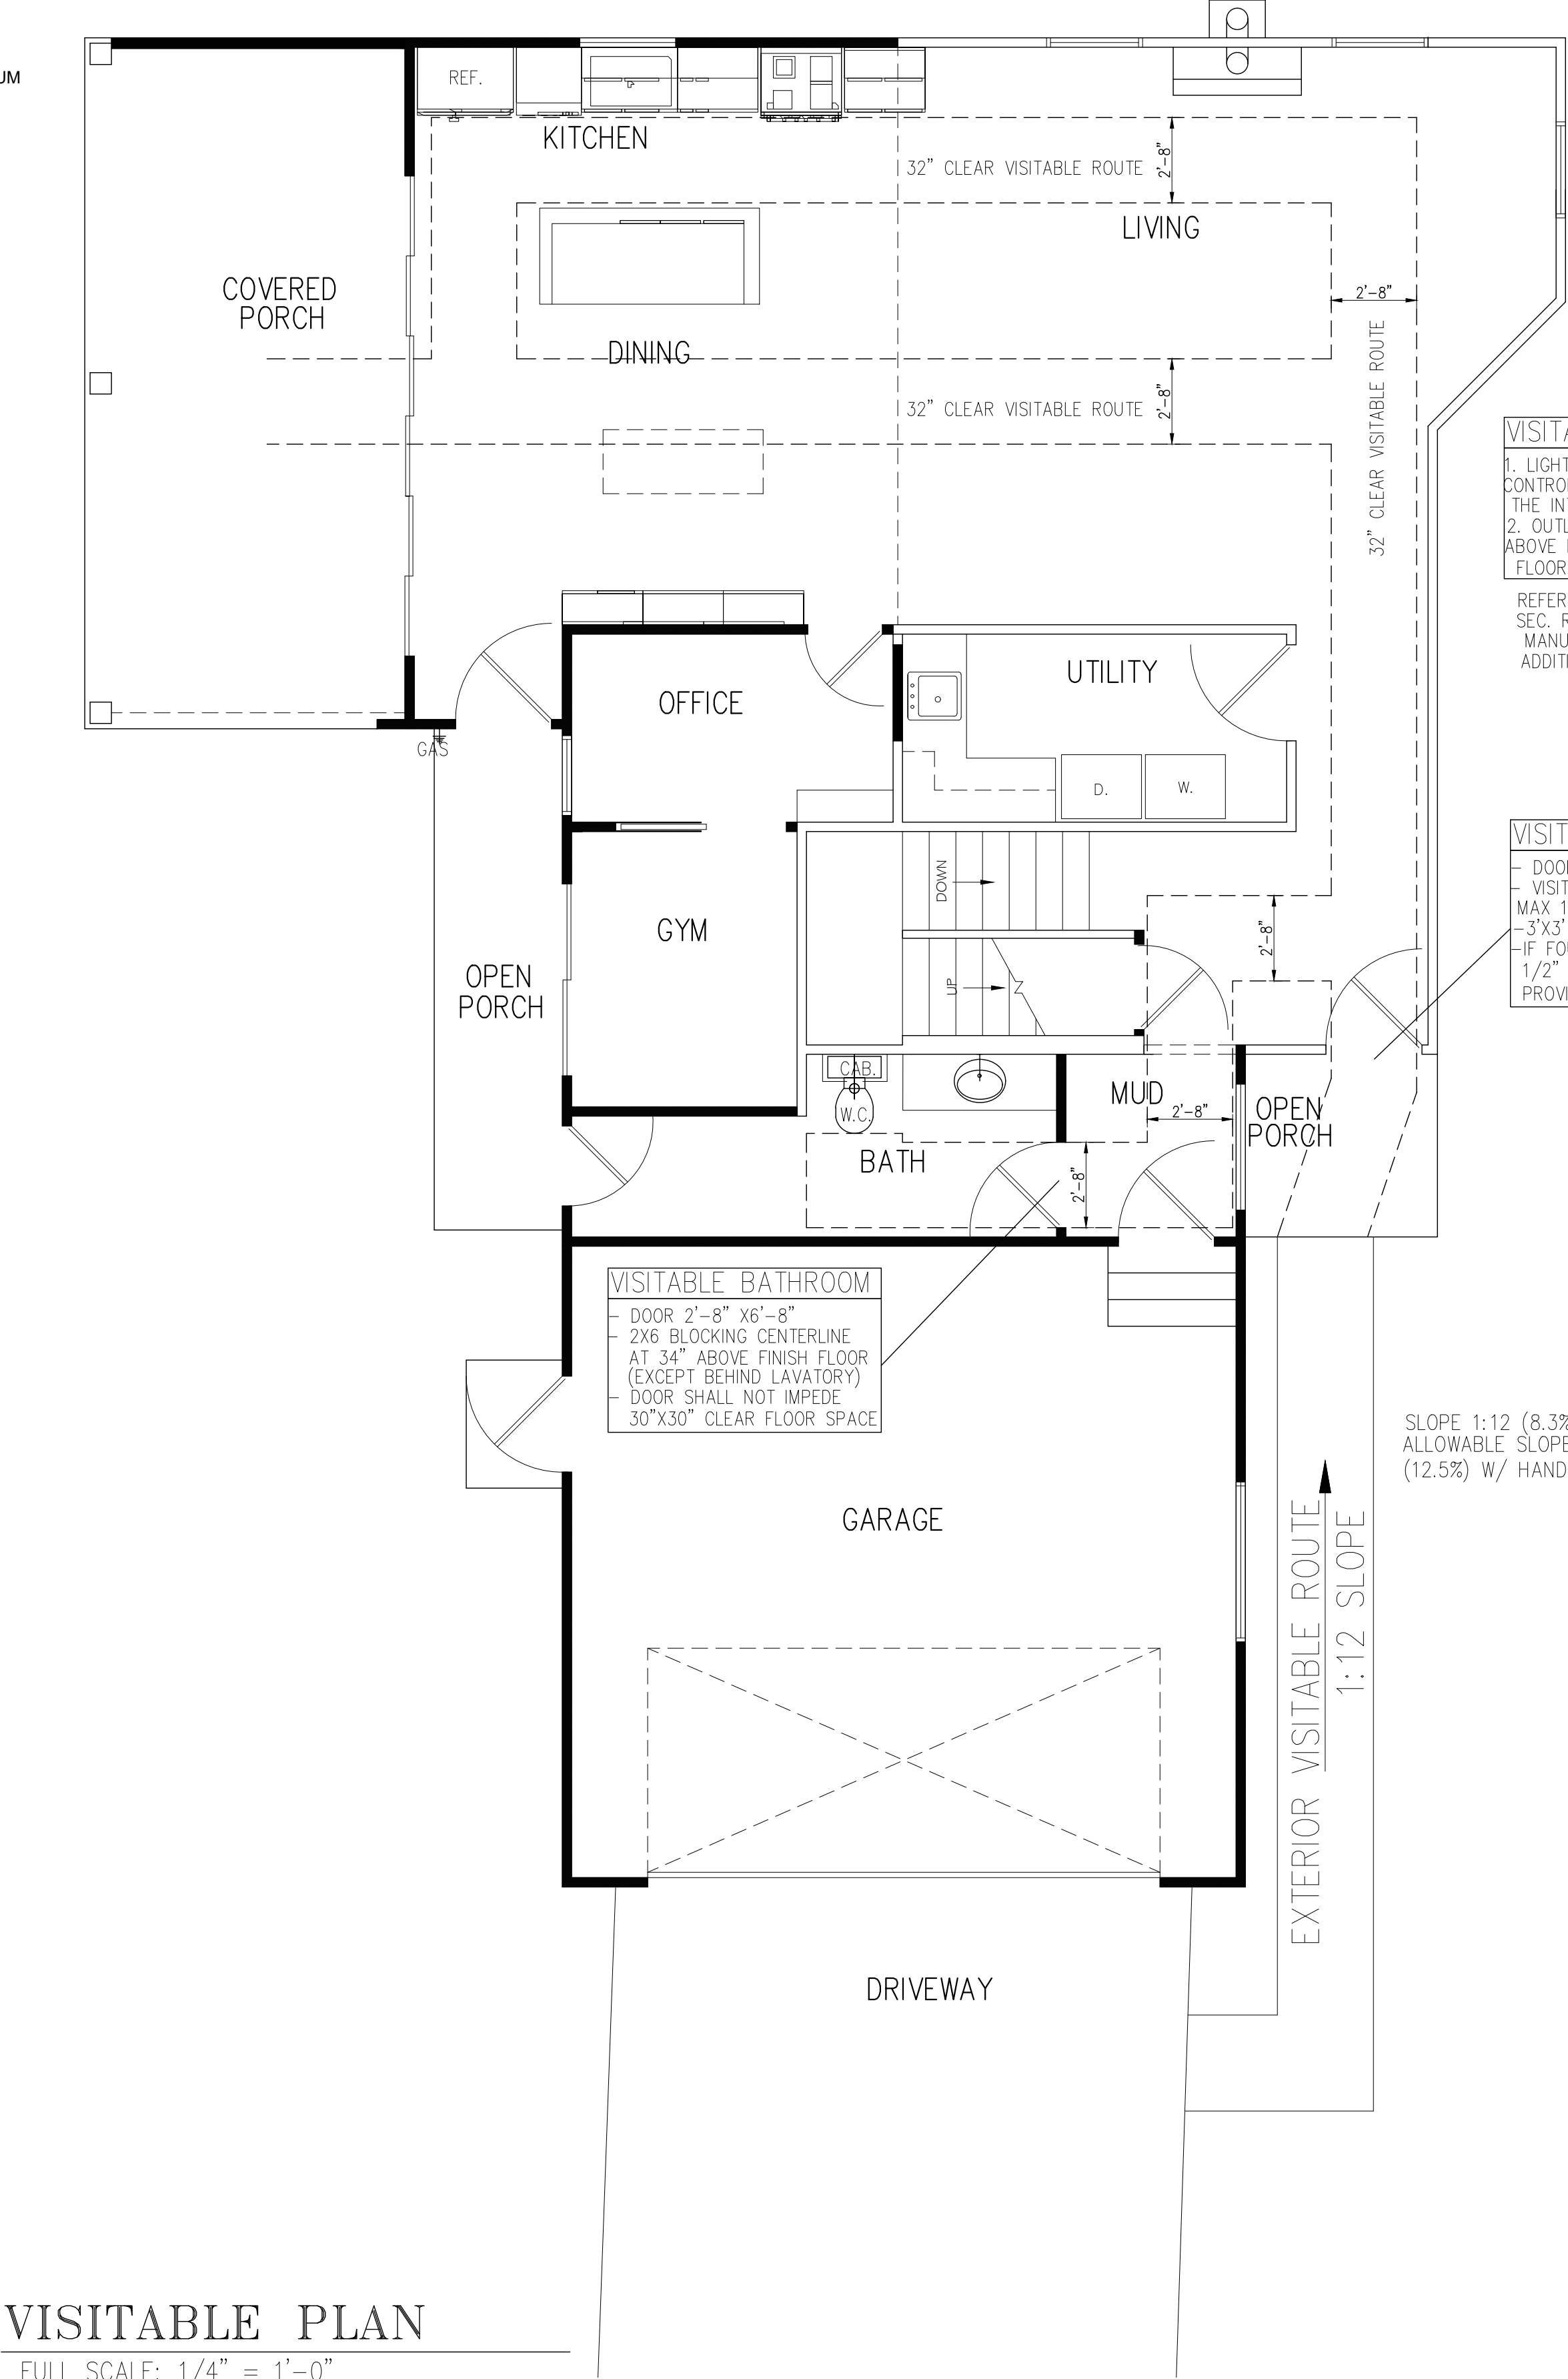 UM
REF.
KITCHEN
32" CLEAR VISITABLE ROUTE
2'-8"
LIVING
COVERED
PORCH
2'-8"
DINING
32" CLEAR VISITABLE ROUTE
2'-8"
32" CLEAR VISITABLE ROUTE
1. LIGHT
THE
2. OUTL
ABOVE
FLOOR
REFER
SEC. R
MANU
ADDITI
UTILITY
OFFICE
GAS
D.
W.
DOWN
GYM
UP
2'-8"
OPEN
PORCH
VISIT
- DOO
- VISIT
MAX 1
-3'X3'
-IF FO
1/2"
PROVI
CAB.
W.C.
MUD
2'-8"
OPEN
PORCH
BATH
2'-8"
VISITABLE BATHROOM
- DOOR 2'-8" X6'-8"
- 2X6 BLOCKING CENTERLINE
AT 34" ABOVE FINISH FLOOR
(EXCEPT BEHIND LAVATORY)
- DOOR SHALL NOT IMPEDE
30"X30" CLEAR FLOOR SPACE
SLOPE 1:12 (8.3%
ALLOWABLE SLOPE
(12.5%) W/ HAND
GARAGE
EXTERIOR VISITABLE ROUTE
1:12 SLOPE
DRIVEWAY
VISITABLE PLAN
FULL SCALE: 1/4" = 1'-0"